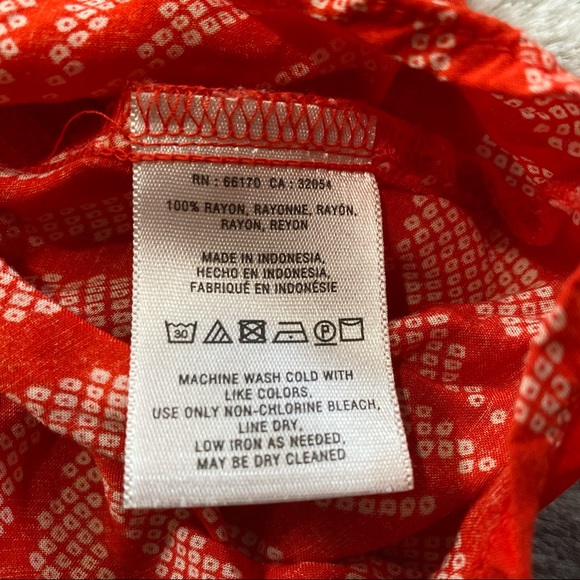 RN : 66170 CA : 32054
100% RAYON, RAYONNE, RAYÓN,
RAYON, REYON
MADE IN INDONESIA,
HECHO EN INDONESIA,
FABRIQUÉ EN INDONÉSIE
30 P
MACHINE WASH COLD WITH
LIKE COLORS,
USE ONLY NON-CHLORINE BLEACH,
LINE DRY,
LOW IRON AS NEEDED,
MAY BE DRY CLEANED